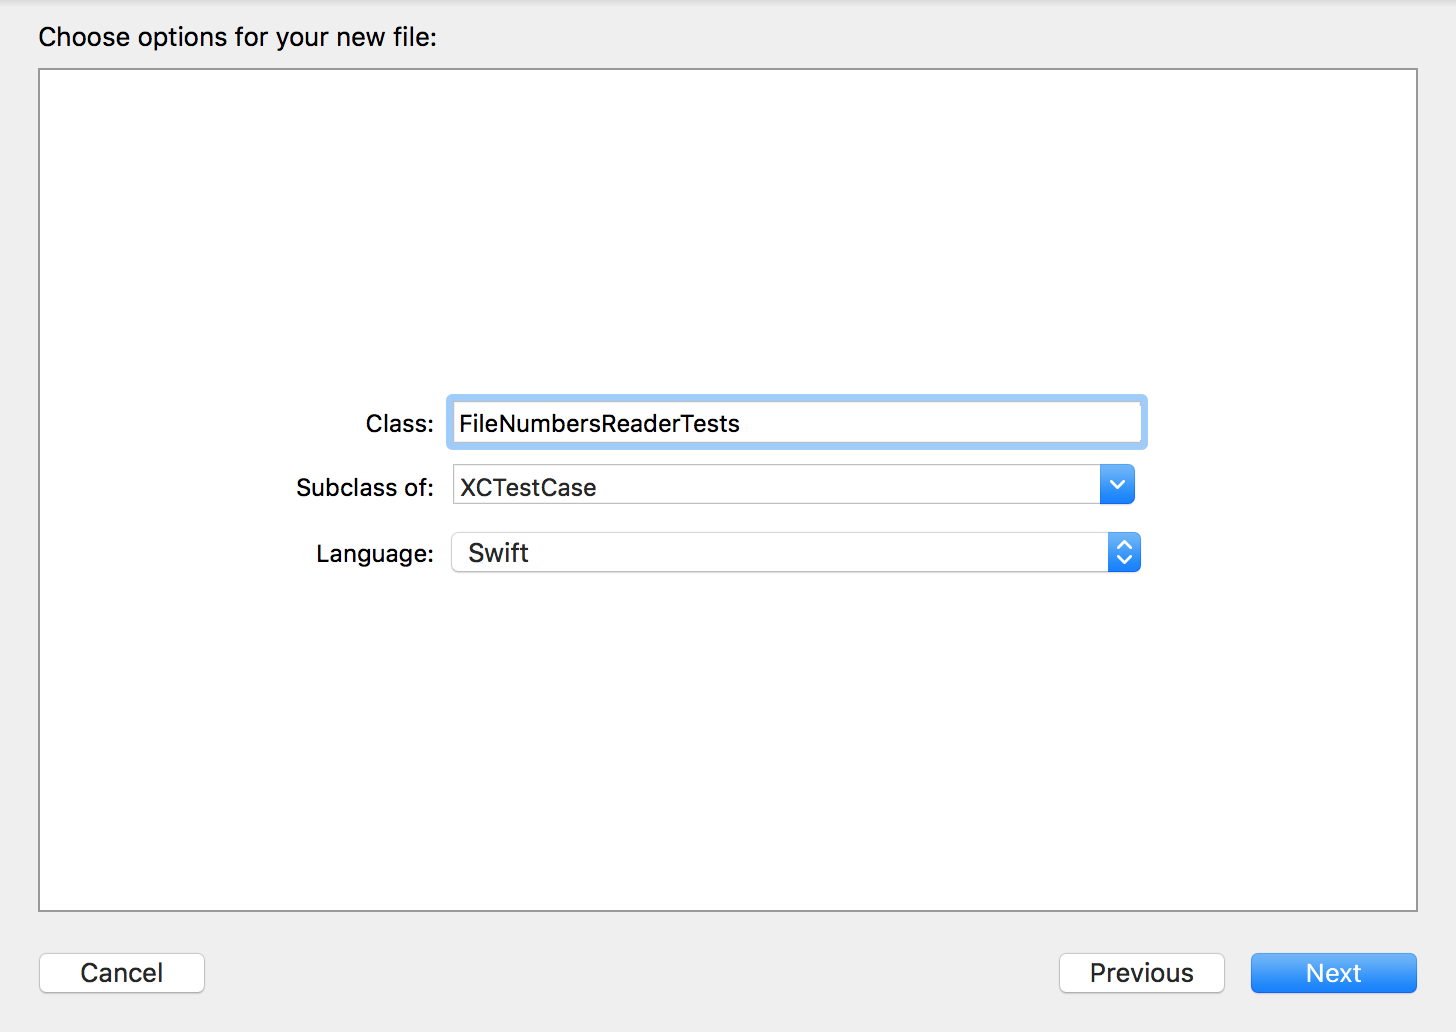 Choose options for your new file:
Class: FileNumbersReaderTests
Subclass of: XCTestCase
Language: Swift
Cancel Previous Next